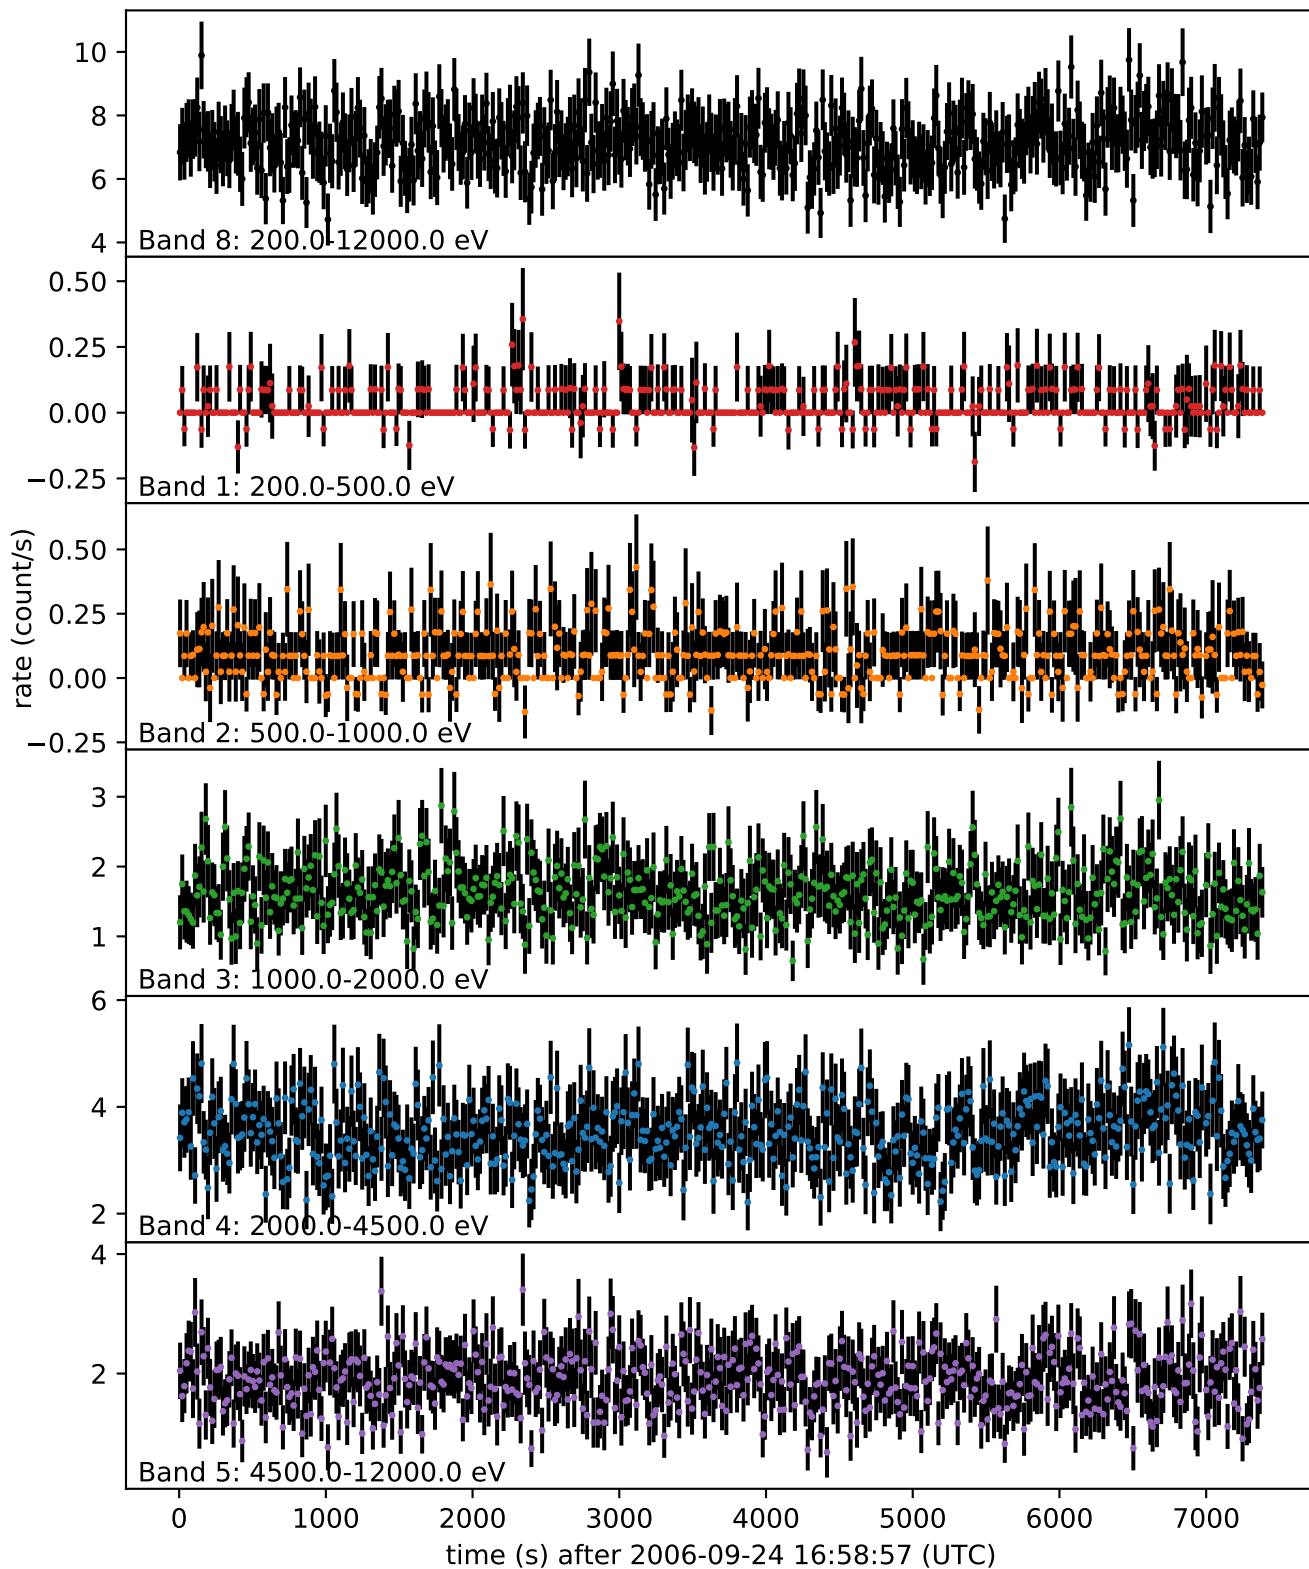 10
8
6
4
Band 8: 200.0-12000.0 eV
0.50
0.25
0.00
−0.25
Band 1: 200.0-500.0 eV
rate (count/s)
0.50
0.25
0.00
−0.25
Band 2: 500.0-1000.0 eV
3
2
1
Band 3: 1000.0-2000.0 eV
6
4
2
Band 4: 2000.0-4500.0 eV
4
2
Band 5: 4500.0-12000.0 eV
0 1000 2000 3000 4000 5000 6000 7000
time (s) after 2006-09-24 16:58:57 (UTC)